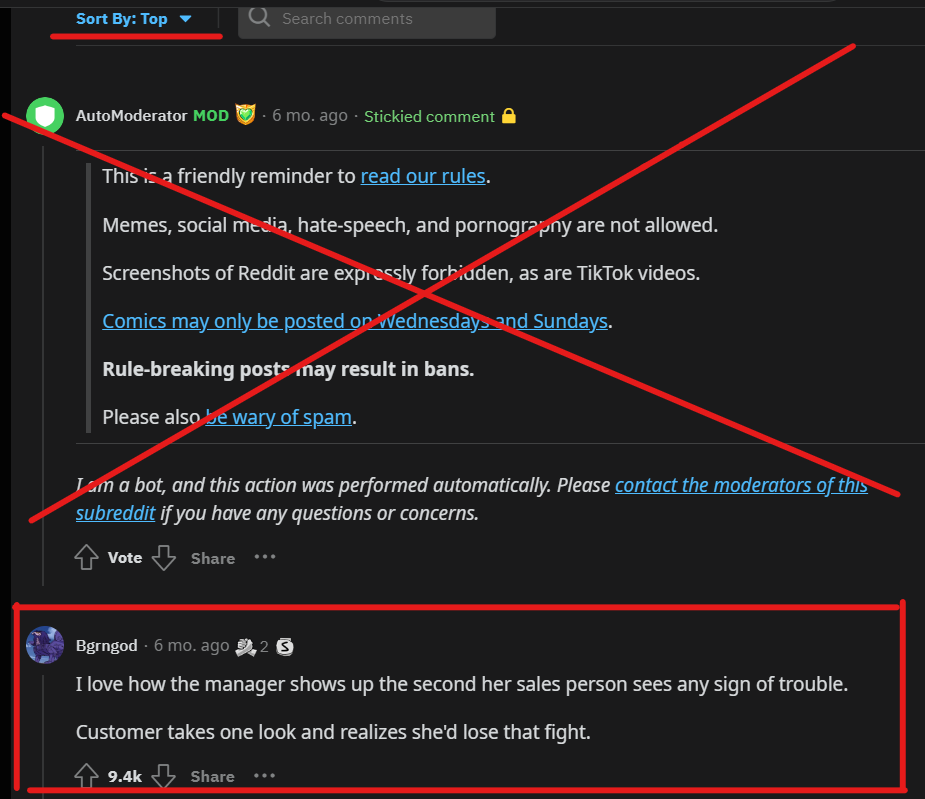 Sort By: Top
Search comments
AutoModerator MOD · 6 mo. ago · Stickied comment
This is a friendly reminder to read our rules.
Memes, social media, hate-speech, and pornography are not allowed.
Screenshots of Reddit are expressly forbidden, as are TikTok videos.
Comics may only be posted on Wednesdays and Sundays.
Rule-breaking posts may result in bans.
Please also be wary of spam.
I am a bot, and this action was performed automatically. Please contact the moderators of this
subreddit if you have any questions or concerns.
Vote Share ···
Bgrngod · 6 mo. ago 2 S
I love how the manager shows up the second her sales person sees any sign of trouble.
Customer takes one look and realizes she'd lose that fight.
9.4k Share ···